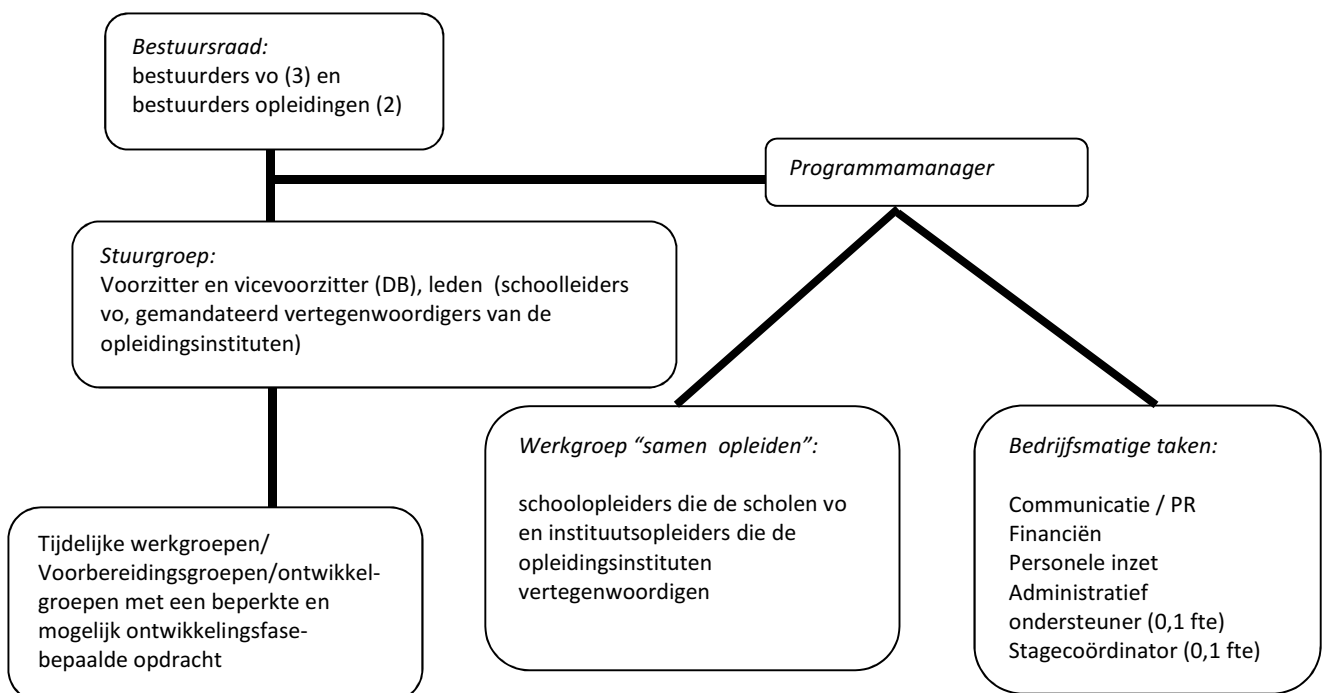 Bestuursraad:
bestuurders vo (3) en
bestuurders opleidingen (2)
Programmamanager
Stuurgroep:
Voorzitter en vicevoorzitter (DB), leden (schoolleiders
vo, gemandateerd vertegenwoordigers van de
opleidingsinstituten)
Tijdelijke werkgroepen/
Voorbereidingsgroepen/ontwikkel-
groepen met een beperkte en
mogelijk ontwikkelingsfase-
bepaalde opdracht
Werkgroep “samen opleiden”:
schoolopleiders die de scholen vo
en instituutsopleiders die de
opleidingsinstituten
vertegenwoordigen
Bedrijfsmatige taken:
Communicatie / PR
Financiën
Personele inzet
Administratief
ondersteuner (0,1 fte)
Stagecoördinator (0,1 fte)